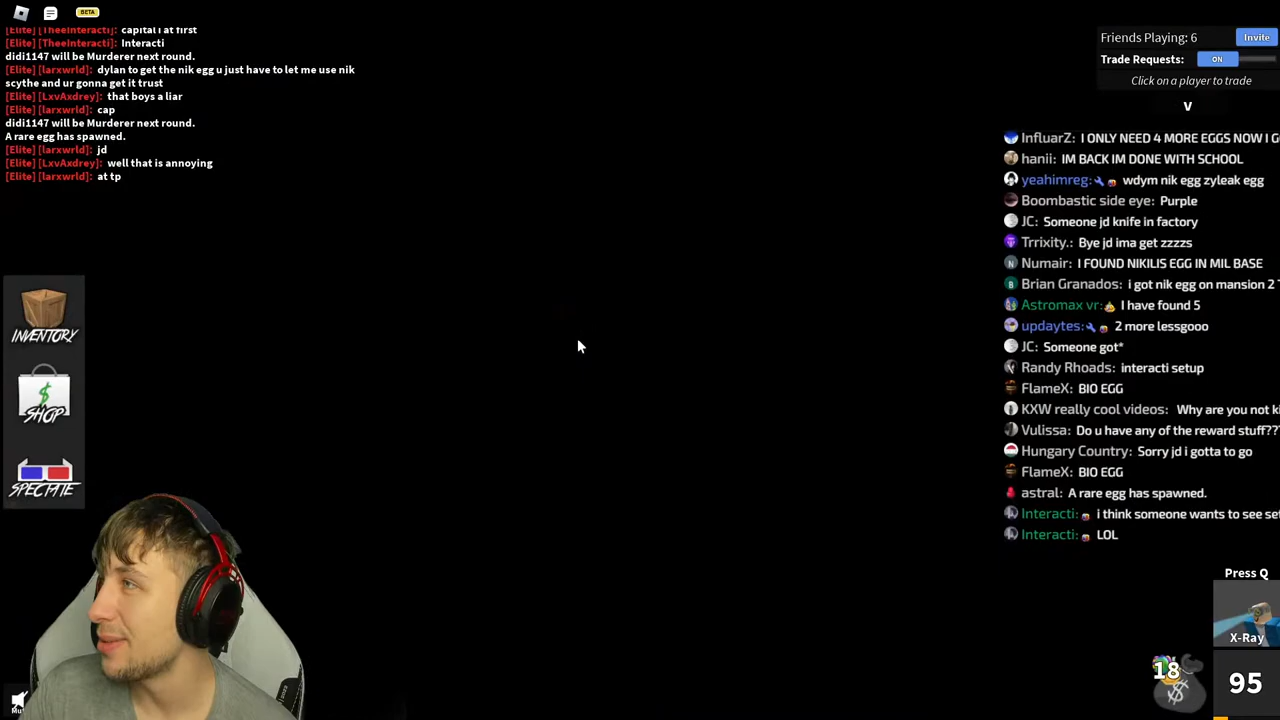 BETA
[Elite] [TheeInteracti]: capital i at first
[Elite] [TheeInteracti]: Interacti
didi1147 will be Murderer next round.
[Elite] [larxwrld]: dylan to get the nik egg u just have to let me use nik
scythe and ur gonna get it trust
[Elite] [LxvAxdrey]: that boys a liar
[Elite] [larxwrld]: cap
didi1147 will be Murderer next round.
A rare egg has spawned.
[Elite] [larxwrld]: jd
[Elite] [LxvAxdrey]: well that is annoying
[Elite] [larxwrld]: at tp
INVENTORY
SHOP
SPECTATE
Friends Playing: 6
Invite
Trade Requests:
ON
Click on a player to trade
V
InfluarZ: I ONLY NEED 4 MORE EGGS NOW I G
hanii: IM BACK IM DONE WITH SCHOOL
yeahimreg: wdym nik egg zyleak egg
Boombastic side eye: Purple
JC: Someone jd knife in factory
Trrixity.: Bye jd ima get zzzzs
N Numair: I FOUND NIKILIS EGG IN MIL BASE
B Brian Granados: i got nik egg on mansion 2
Astromax vr: I have found 5
updaytes: 2 more lessgooo
JC: Someone got*
Randy Rhoads: interacti setup
FlameX: BIO EGG
KXW really cool videos: Why are you not ki
Vulissa: Do u have any of the reward stuff??
Hungary Country: Sorry jd i gotta to go
FlameX: BIO EGG
astral: A rare egg has spawned.
Interacti: i think someone wants to see set
Interacti: LOL
Press Q
X-Ray
18
$
95